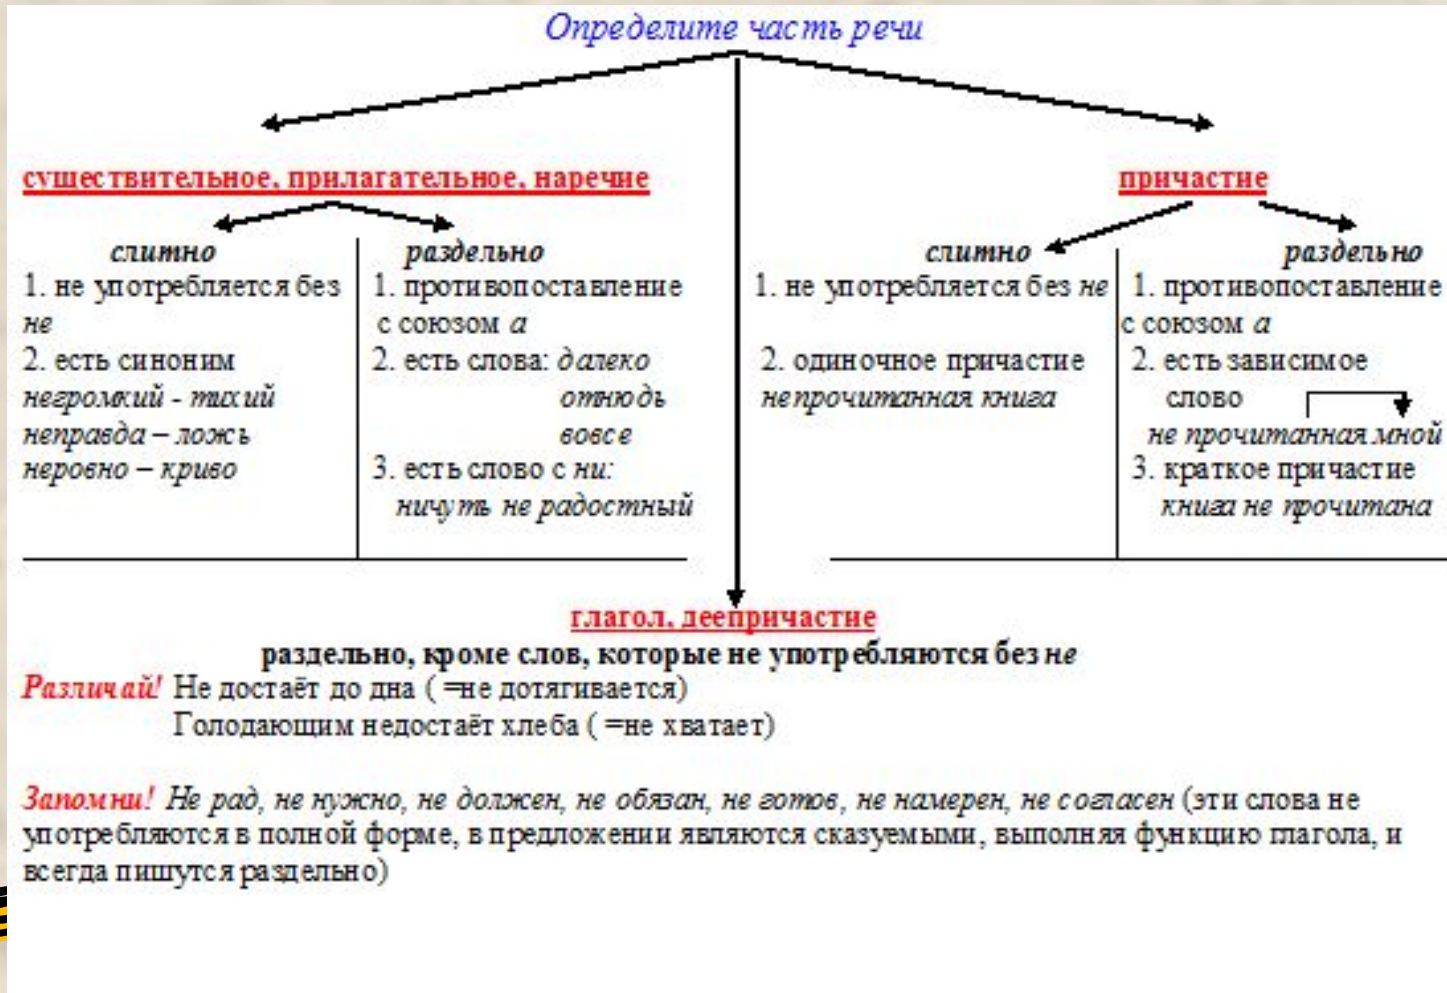 Определите часть речи
существительное, прилагательное, наречие
слитно
1. не употребляется без
не
2. есть синоним
негромкий - тихий
неправда – ложь
неровно – криво
раздельно
1. противопоставление
с союзом а
2. есть слова: далеко
отнюдь
вовсе
3. есть слово с ни:
ничуть не радостный
причастие
слитно
1. не употребляется без не
2. одиночное причастие
непрочитанная книга
раздельно
1. противопоставление
с союзом а
2. есть зависимое
слово
не прочитанная мной
3. краткое причастие
книга не прочитана
глагол, деепричастие
раздельно, кроме слов, которые не употребляются без не
Различай! Не достаёт до дна ( =не дотягивается)
Голодающим недостаёт хлеба ( =не хватает)
Запомни! Не рад, не нужно, не должен, не обязан, не готов, не намерен, не согласен (эти слова не
употребляются в полной форме, в предложении являются сказуемыми, выполняя функцию глагола, и
всегда пишутся раздельно)